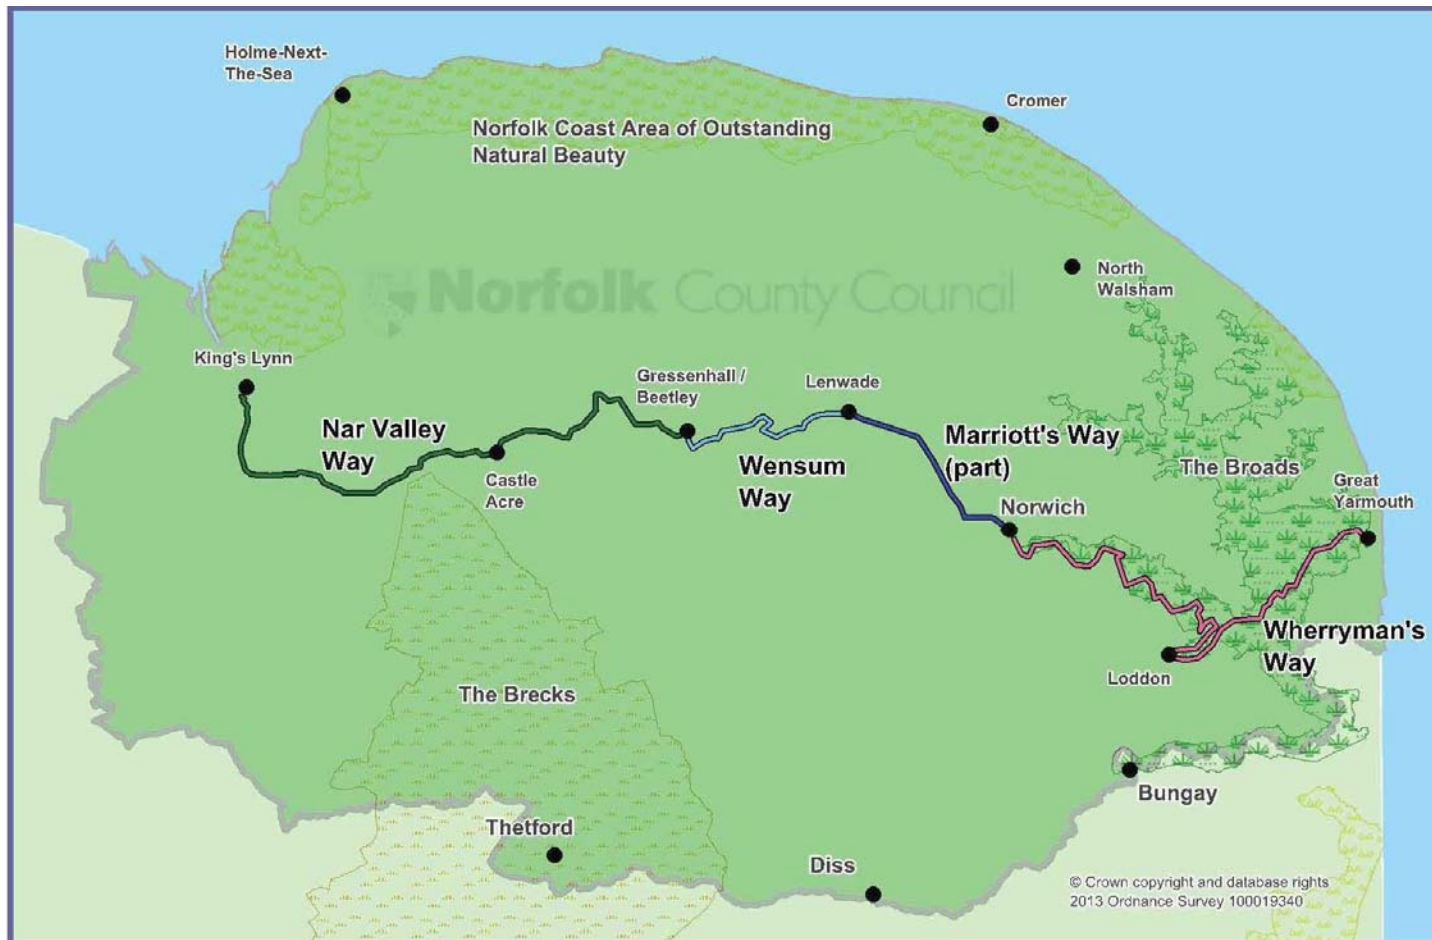 Holme-Next-
The-Sea
Cromer
Norfolk Coast Area of Outstanding
Natural Beauty
North
Walsham
Norfolk County Council
King's Lynn
Gressenhall /
Beetley
Lenwade
Nar Valley
Way
Marriott's Way
(part)
Wensum
Way
The Broads
Castle
Acre
Great
Yarmouth
Norwich
Wherryman's
Way
Loddon
The Brecks
Bungay
Thetford
Diss
© Crown copyright and database rights
2013 Ordnance Survey 100019340